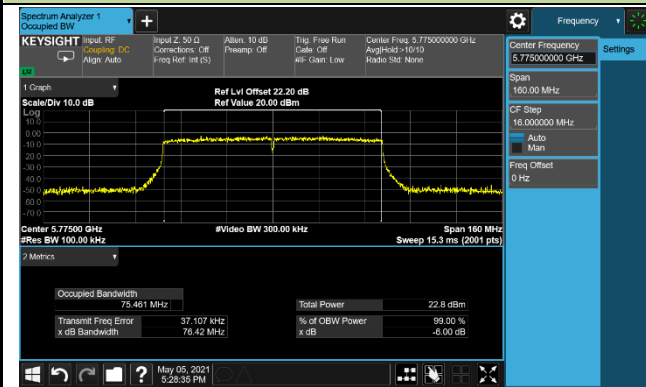 Spectrum Analyzer 1
Occupied BW
+
Frequency
KEYSIGHT
Input: RF
Coupling: DC
Align: Auto
Input Z: 50 Ω
Corrections: Off
Freq Ref: Int (S)
Atten: 10 dB
Preamp: Off
Trig: Free Run
Gate: Off
#IF Gain: Low
Center Freq: 5.775000000 GHz
Avg|Hold:>10/10
Radio Std: None
Center Frequency
5.775000000 GHz
Settings
Span
160.00 MHz
CF Step
16.000000 MHz
Auto
Man
Freq Offset
0 Hz
1 Graph
Scale/Div 10.0 dB
Ref Lvl Offset 22.20 dB
Ref Value 20.00 dBm
Log
10.0
0.00
-10.0
-20.0
-30.0
-40.0
-50.0
-60.0
-70.0
Center 5.77500 GHz
#Video BW 300.00 kHz
Span 160 MHz
#Res BW 100.00 kHz
Sweep 15.3 ms (2001 pts)
2 Metrics
Occupied Bandwidth
75.461 MHz
Total Power 22.8 dBm
Transmit Freq Error 37.107 kHz
% of OBW Power 99.00 %
x dB Bandwidth 76.42 MHz
x dB -6.00 dB
?
May 05, 2021
5:28:35 PM